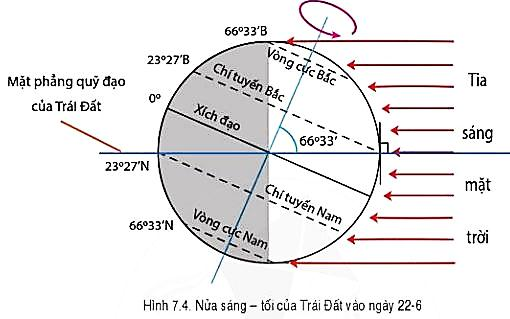 66°33'B
23°27'B
Vòng cực Bắc
Chí tuyến Bắc
Mặt phẳng quỹ đạo
của Trái Đất
0°
Tia
Xích đạo
66°33'
sáng
23°27'N
Chí tuyến Nam
mặt
Vòng cực Nam
66°33'N
trời
Hình 7.4. Nửa sáng – tối của Trái Đất vào ngày 22-6